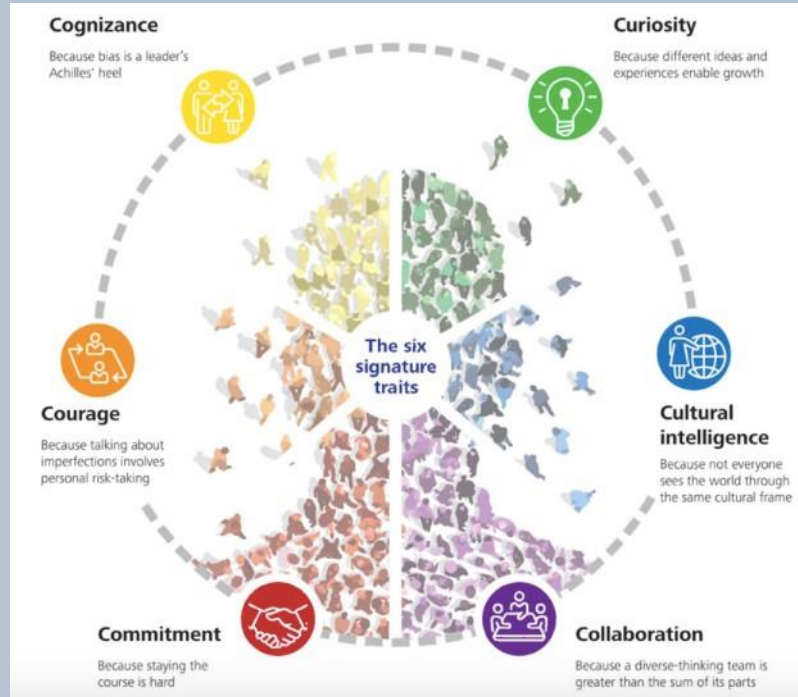 Cognizance
Because bias is a leader's
Achilles' heel
Curiosity
Because different ideas and
experiences enable growth
The six
signature
traits
Courage
Because talking about
imperfections involves
personal risk-taking
Cultural
intelligence
Because not everyone
sees the world through
the same cultural frame
Commitment
Because staying the
course is hard
Collaboration
Because a diverse-thinking team is
greater than the sum of its parts